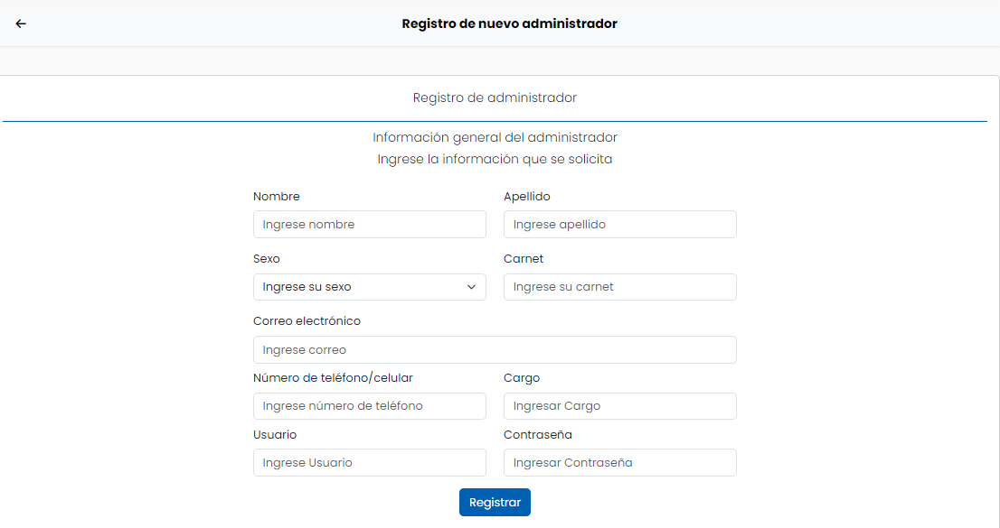 Registro de nuevo administrador
Registro de administrador
Información general del administrador
Ingrese la información que se solicita
Nombre Apellido
Ingrese nombre Ingrese apellido
Sexo Carnet
Ingrese su sexo Ingrese su carnet
Correo electrónico
Ingrese correo
Número de teléfono/celular Cargo
Ingrese número de teléfono Ingresar Cargo
Usuario Contraseña
Ingrese Usuario Ingresar Contraseña
Registrar